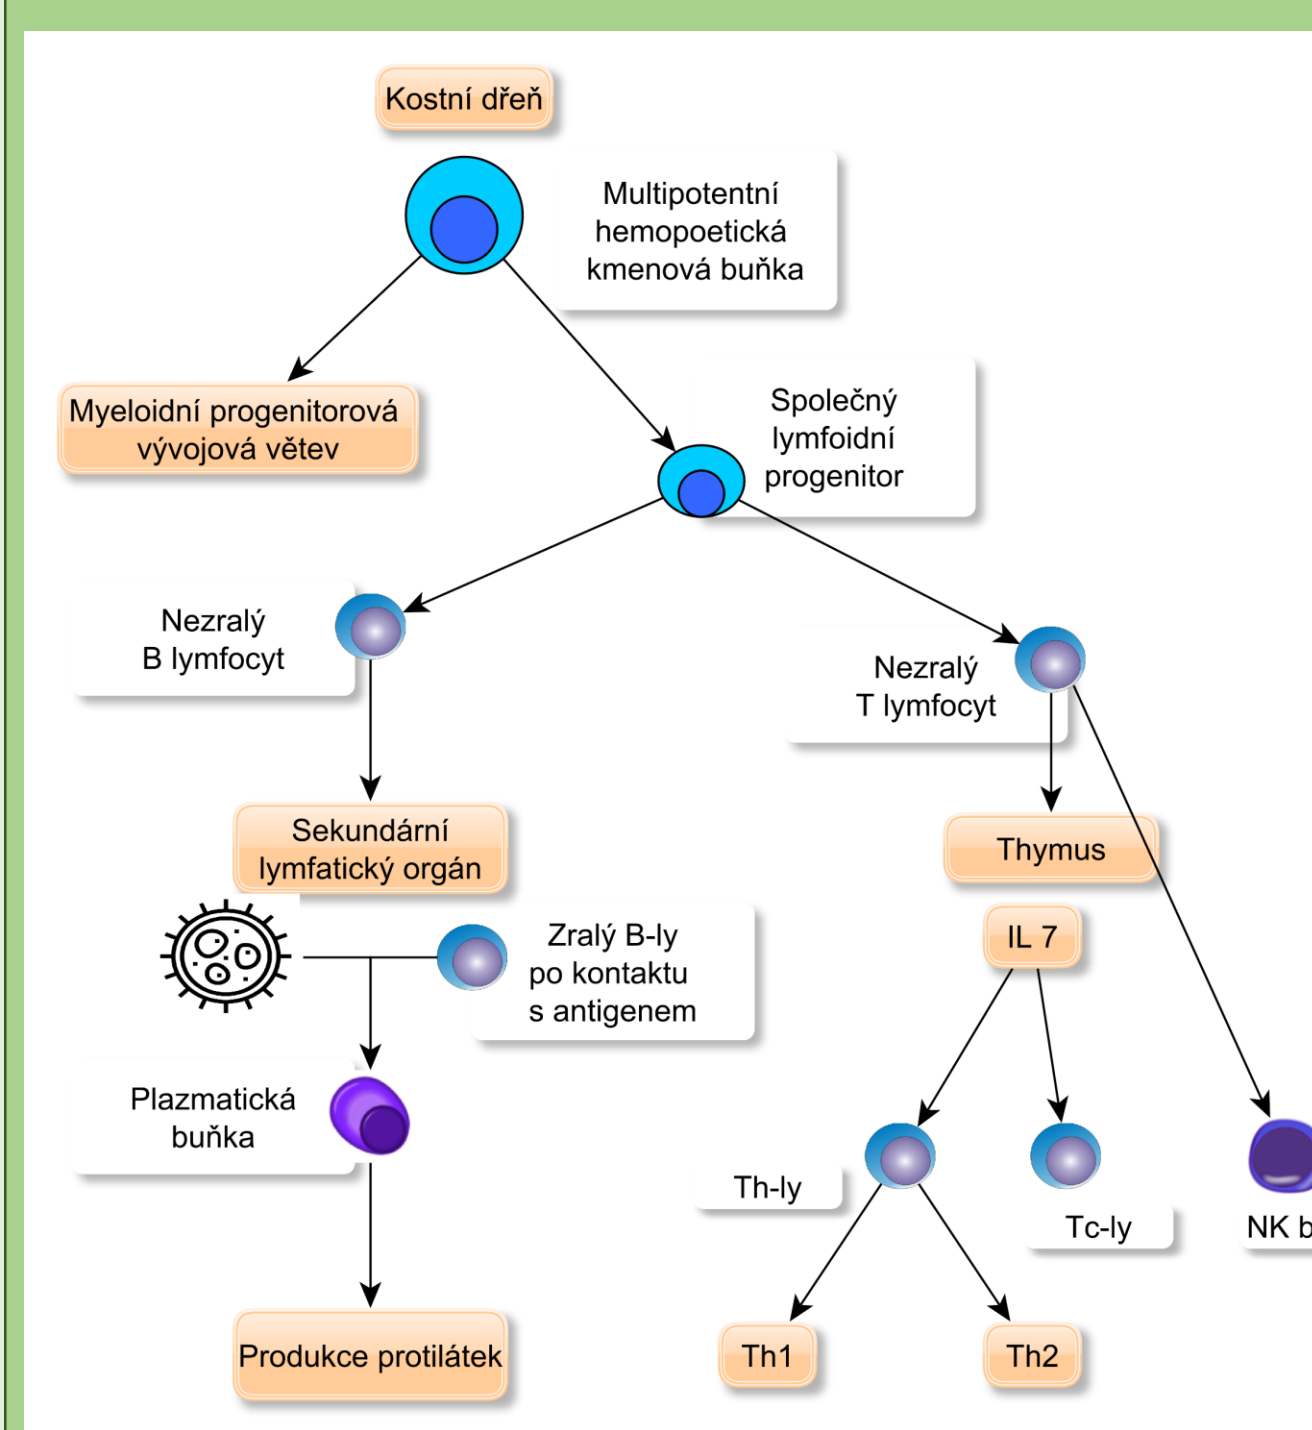 Kostní dřeň
Multipotentní
hemopoetická
kmenová buňka
Myeloidní progenitorová
vývojová větev
Společný
lymfoidní
progenitor
Nezralý
B lymfocyt
Nezralý
T lymfocyt
Sekundární
lymfatický orgán
Thymus
IL 7
Zralý B-ly
po kontaktu
s antigenem
Plazmatická
buňka
Th-ly
Tc-ly
NK b
Produkce protilátek
Th1
Th2